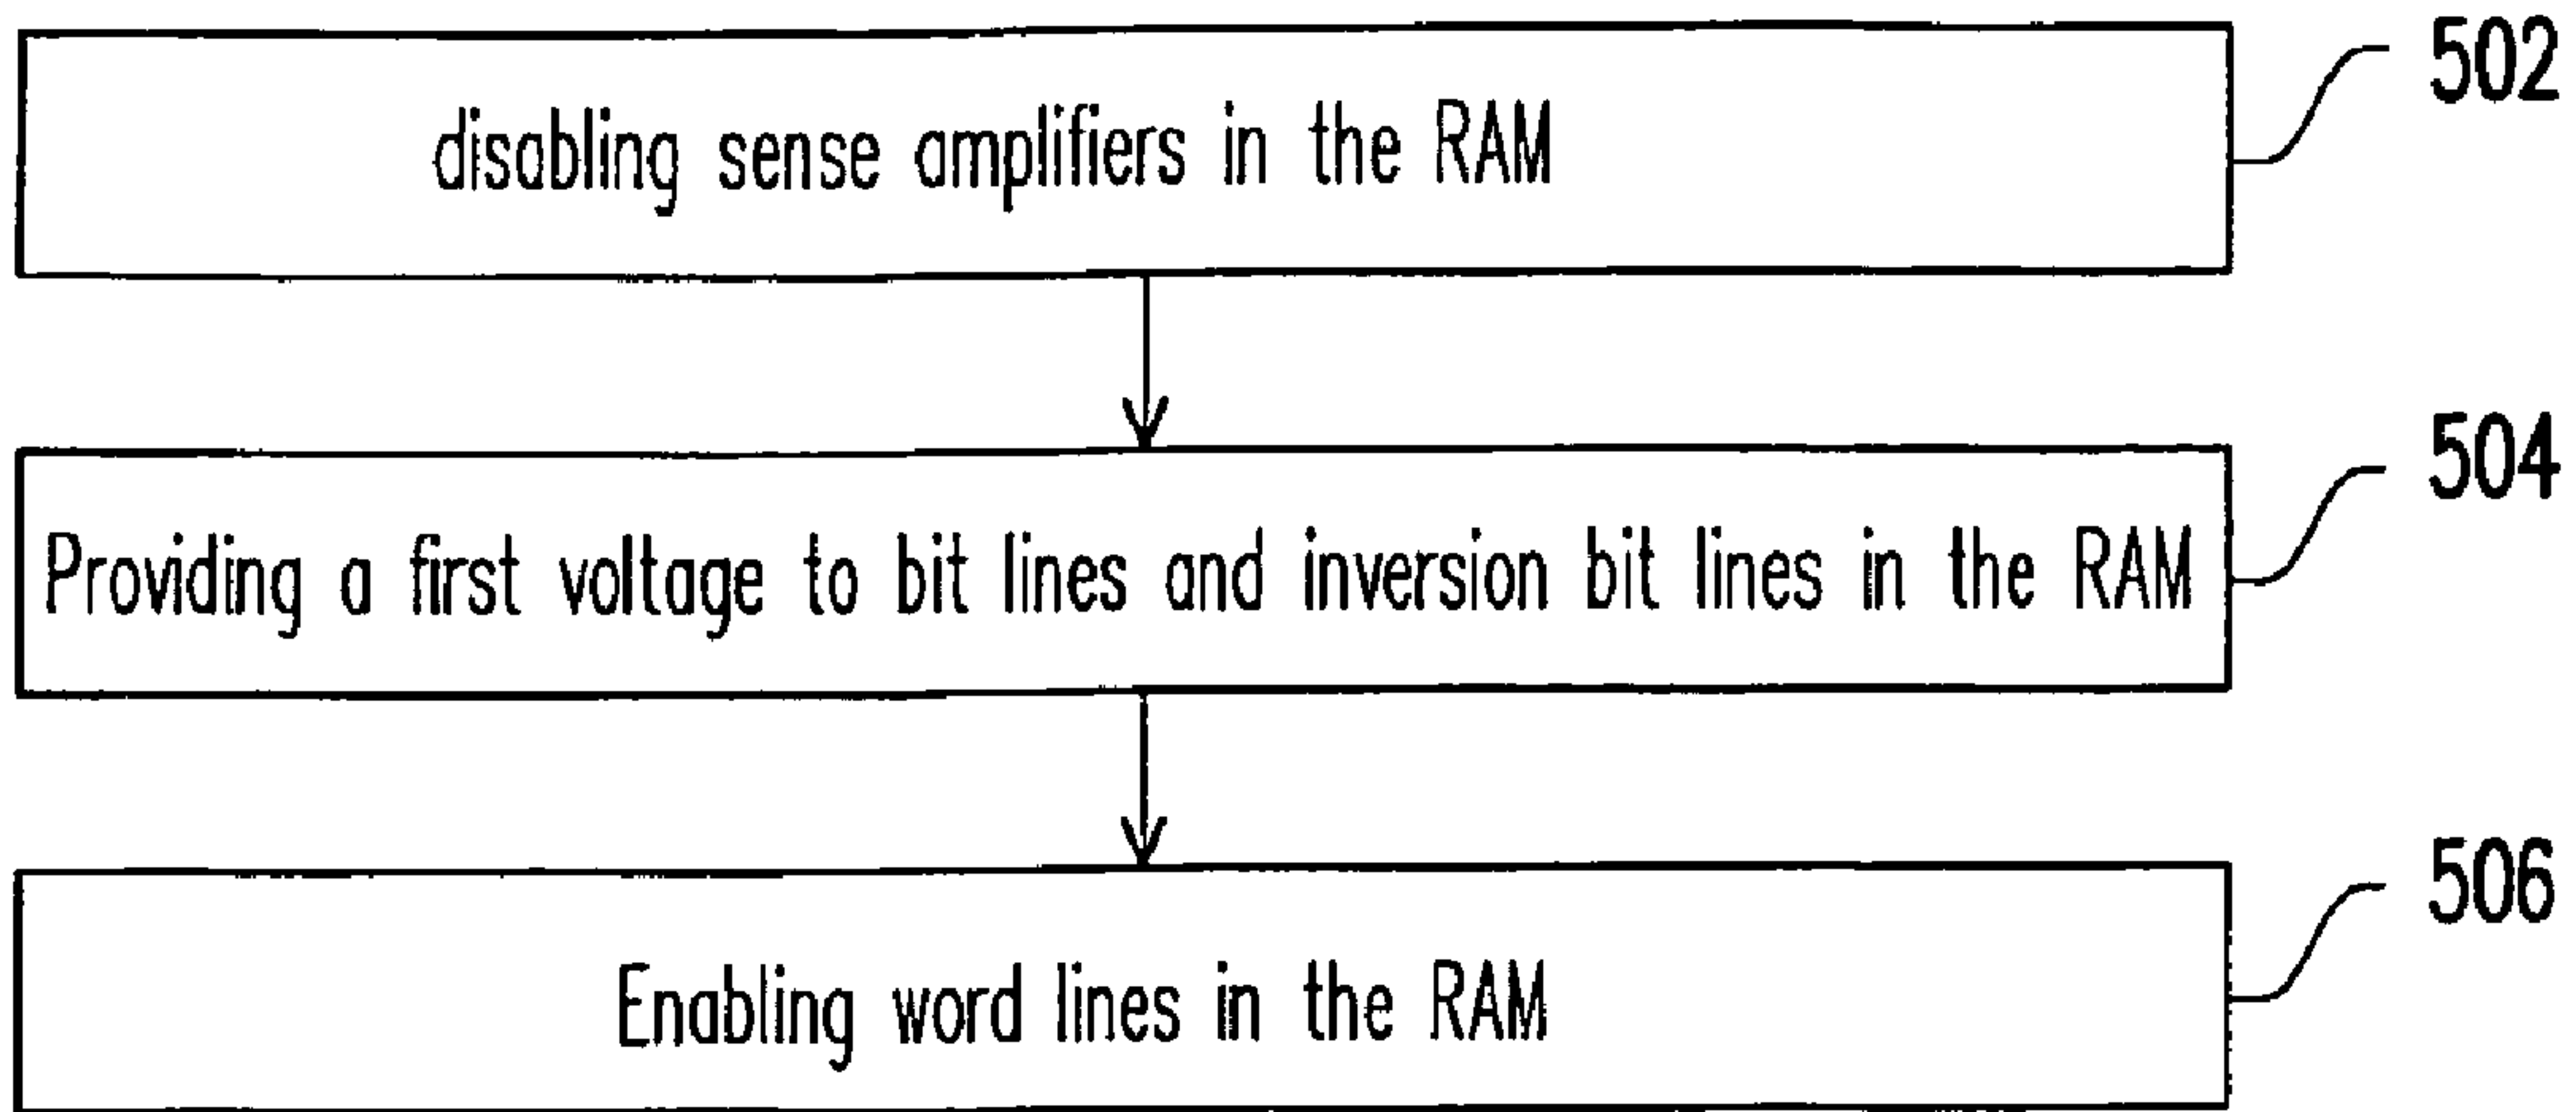 502
disabling sense amplifiers in the RAM
504
Providing a first voltage to bit lines and inversion bit lines in the RAM
506
Enabling word lines in the RAM